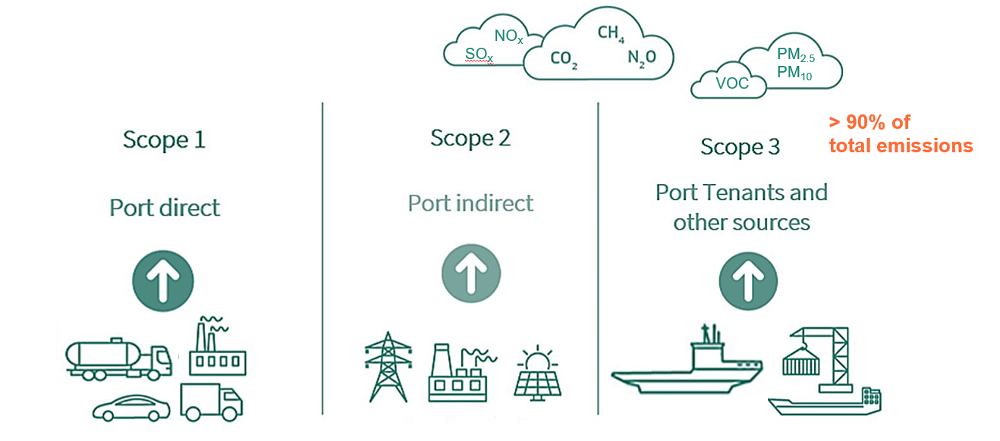 NOₓ
SOₓ
CH₄
CO₂
N₂O
PM₂.₅
PM₁₀
VOC
Scope 1
Port direct
Scope 2
Port indirect
Scope 3
> 90% of
total emissions
Port Tenants and
other sources